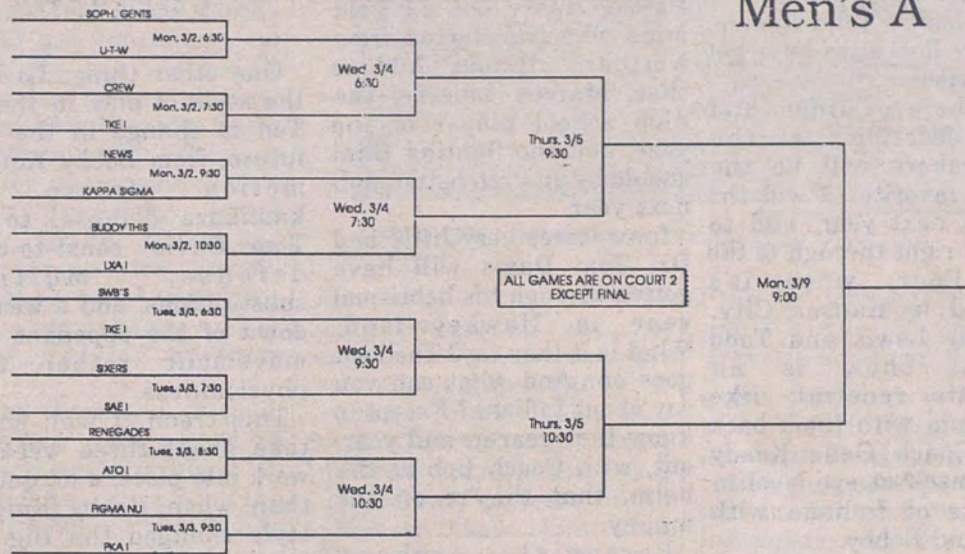 Men's A
SOPH. GENTS
Mon, 3/2, 6:30
U-T-W
Wed, 3/4
6:30
CREW
Mon, 3/2, 7:30
TKE I
Thurs, 3/5
9:30
NEWS
Mon, 3/2, 9:30
KAPPA SIGMA
Wed, 3/4
7:30
BUDDY THIS
Mon, 3/2, 10:30
LXA I
ALL GAMES ARE ON COURT 2
EXCEPT FINAL
Mon, 3/9
9:00
BWB'S
Tues, 3/3, 6:30
TKE I
Wed, 3/4
9:30
SIXERS
Tues, 3/3, 7:30
SAE I
Thurs, 3/5
10:30
RENEGADES
Tues, 3/3, 8:30
ATO I
Wed, 3/4
10:30
PIGMA NU
Tues, 3/3, 9:30
PKA I